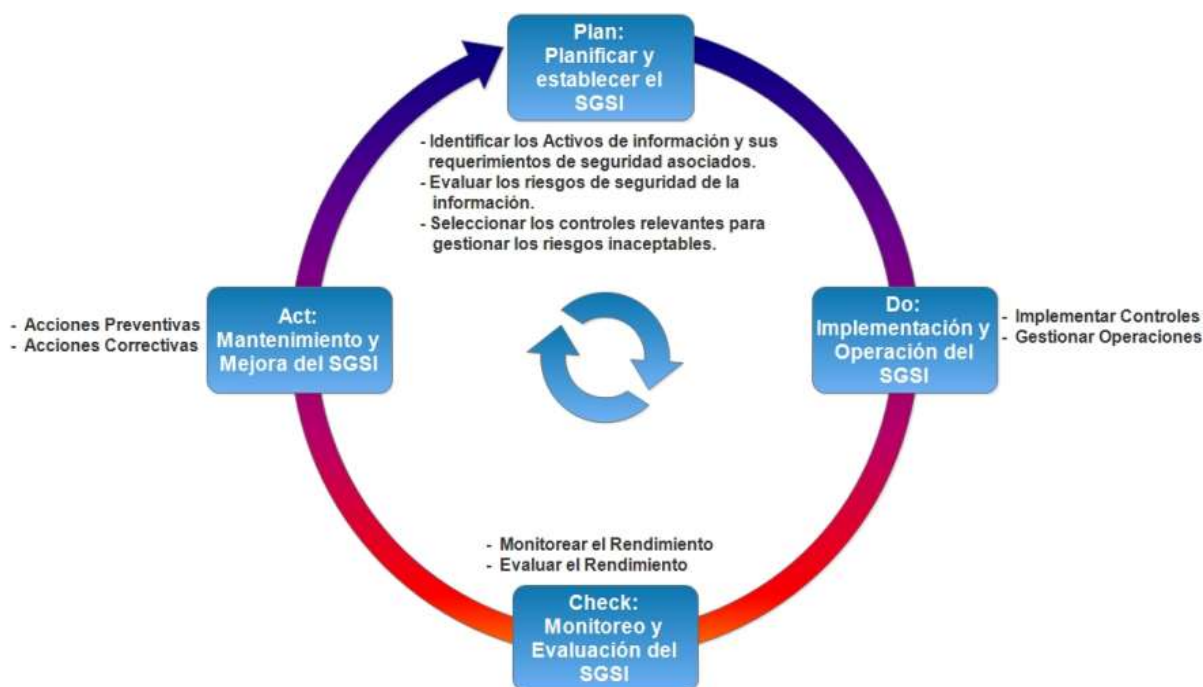 Plan:
Planificar y
establecer el
SGSI
- Identificar los Activos de información y sus
requerimientos de seguridad asociados.
- Evaluar los riesgos de seguridad de la
información.
- Seleccionar los controles relevantes para
gestionar los riesgos inaceptables.
Do:
Implementación y
Operación del
SGSI
- Implementar Controles
- Gestionar Operaciones
- Monitorear el Rendimiento
- Evaluar el Rendimiento
Check:
Monitoreo y
Evaluación del
SGSI
Act:
Mantenimiento y
Mejora del SGSI
- Acciones Preventivas
- Acciones Correctivas